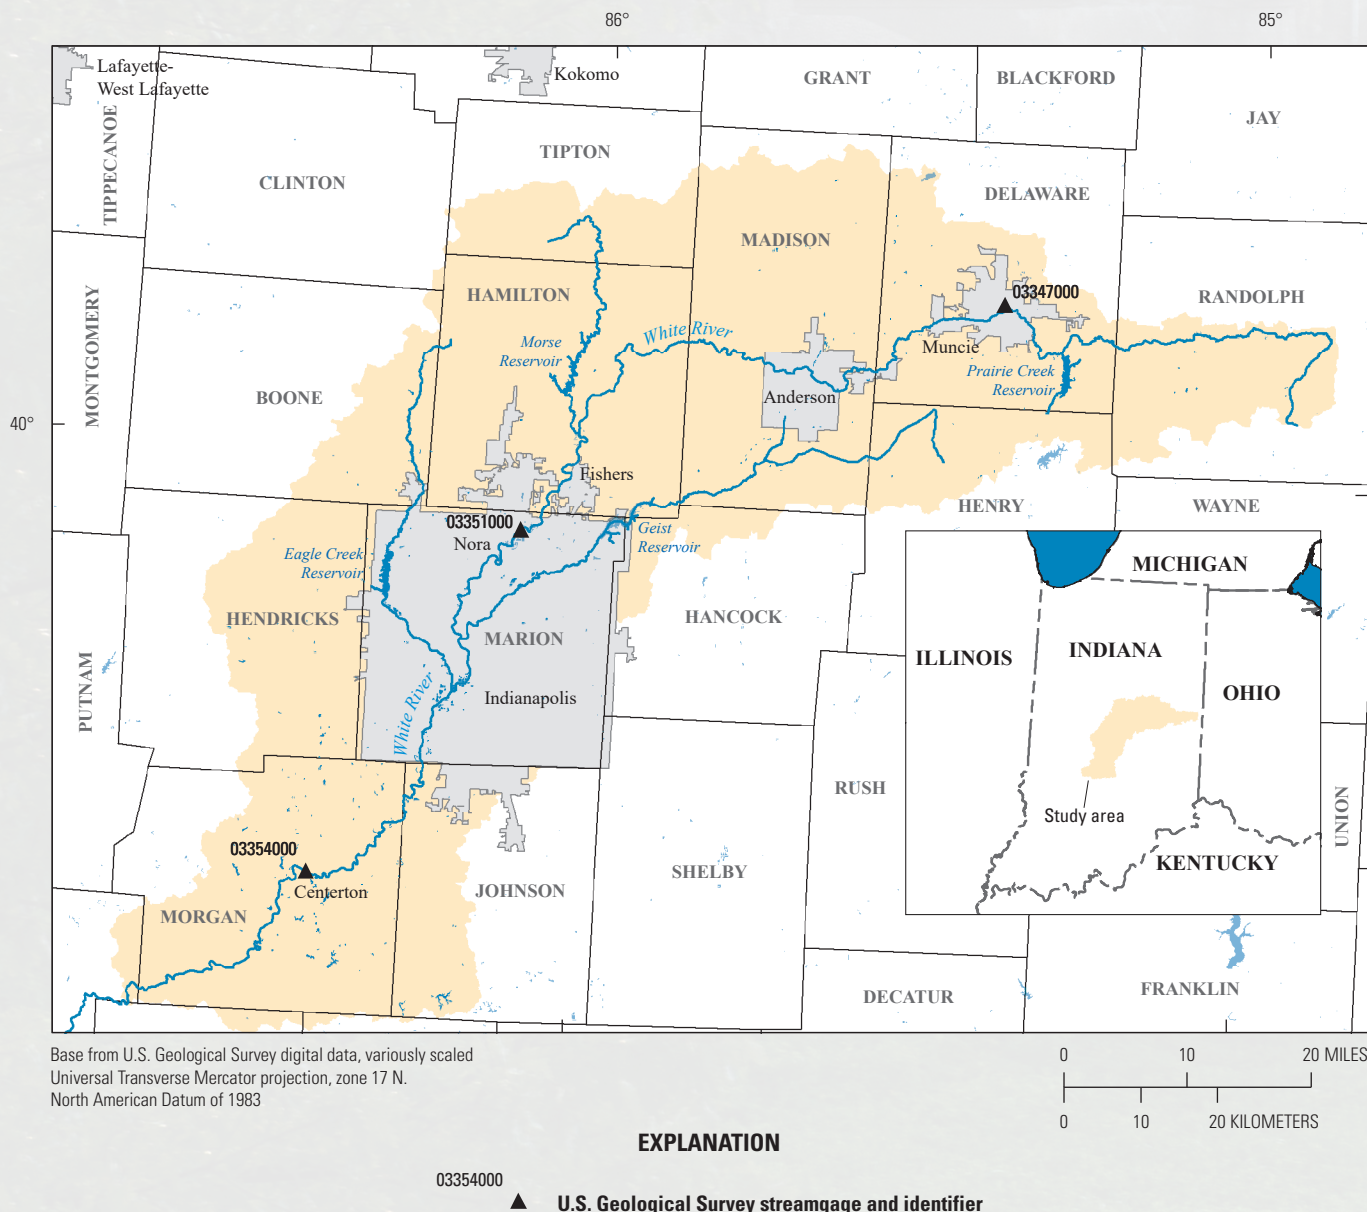 86°
85°
Lafayette-
West Lafayette
Kokomo
GRANT
BLACKFORD
JAY
TIPPECANOE
TIPTON
CLINTON
DELAWARE
MADISON
HAMILTON
03347000
RANDOLPH
MONTGOMERY
White River
Morse
Reservoir
Muncie
Prairie Creek
Reservoir
BOONE
Anderson
40°
Fishers
HENRY
WAYNE
03351000
Nora
Geist
Reservoir
Eagle Creek
Reservoir
MICHIGAN
HENDRICKS
MARION
HANCOCK
ILLINOIS
INDIANA
OHIO
PUTNAM
White River
Indianapolis
RUSH
Study area
UNION
03354000
KENTUCKY
Centerton
JOHNSON
SHELBY
MORGAN
DECATUR
FRANKLIN
Base from U.S. Geological Survey digital data, variously scaled
Universal Transverse Mercator projection, zone 17 N.
North American Datum of 1983
0 10 20 MILES
0 10 20 KILOMETERS
EXPLANATION
03354000
U.S. Geological Survey streamgage and identifier